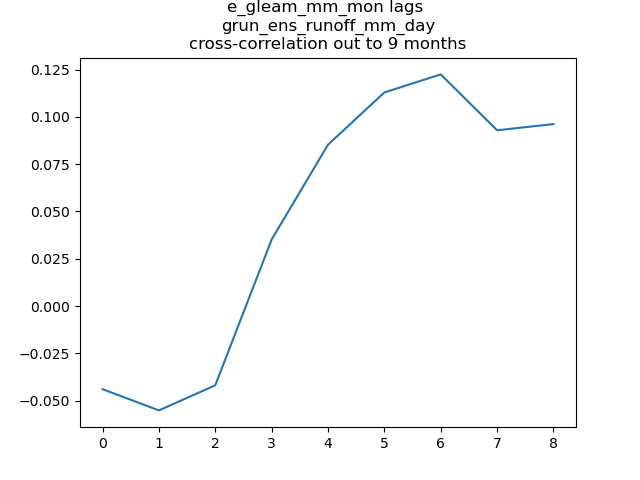 e_gleam_mm_mon lags
grun_ens_runoff_mm_day
cross-correlation out to 9 months
0.125
0.100
0.075
0.050
0.025
0.000
−0.025
−0.050
0 1 2 3 4 5 6 7 8